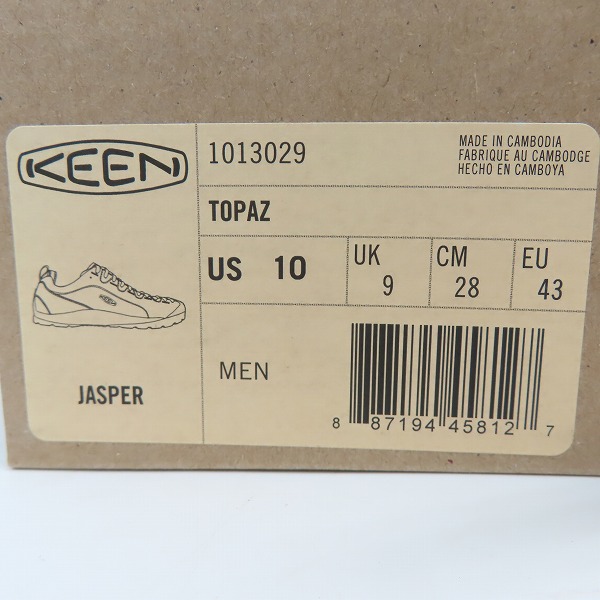 KEEN
1013029
MADE IN CAMBODIA
FABRIQUE AU CAMBODGE
HECHO EN CAMBOYA
TOPAZ
US 10
UK
9
CM
28
EU
43
KEEN
JASPER
MEN
8 87194 45812 7